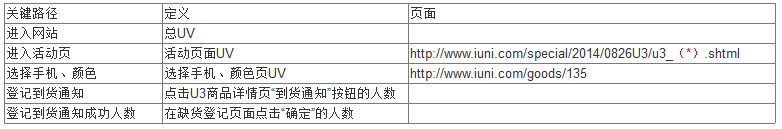 关键路径 定义 页面
进入网站 总UV
进入活动页 活动页面UV http://www.iuni.com/special/2014/0826U3/u3_（*）.shtml
选择手机、颜色 选择手机、颜色页UV http://www.iuni.com/goods/135
登记到货通知 点击U3商品详情页“到货通知”按钮的人数
登记到货通知成功人数 在缺货登记页面点击“确定”的人数